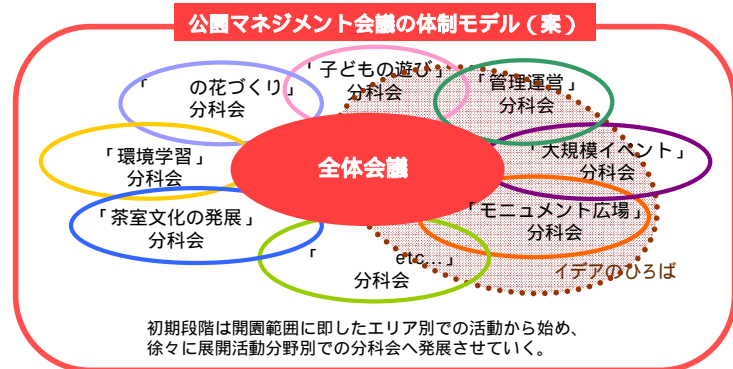 公園マネジメント会議の体制モデル（案）
「子どもの遊び」
分科会
「　　の花づくり」
分科会
「管理運営」
分科会
「環境学習」
分科会
全体会議
「大規模イベント」
分科会
「茶室文化の発展」
分科会
「モニュメント広場」
分科会
「　　　　etc...」
分科会
イデアのひろば
初期段階は開園範囲に即したエリア別での活動から始め、
徐々に展開活動分野別での分科会へ発展させていく。